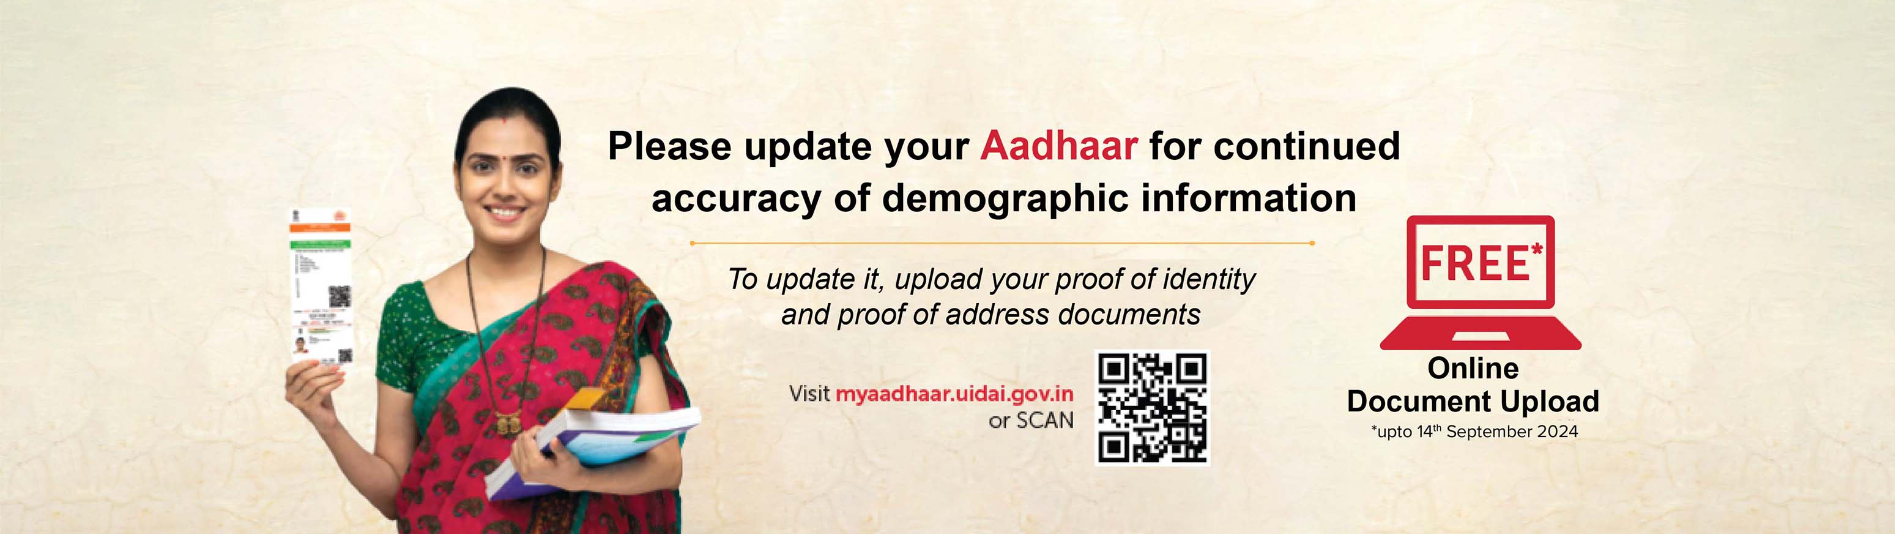 Please update your Aadhaar for continued
accuracy of demographic information
To update it, upload your proof of identity
and proof of address documents
Visit myaadhaar.uidai.gov.in
or SCAN
FREE*
Online
Document Upload
*upto 14th September 2024